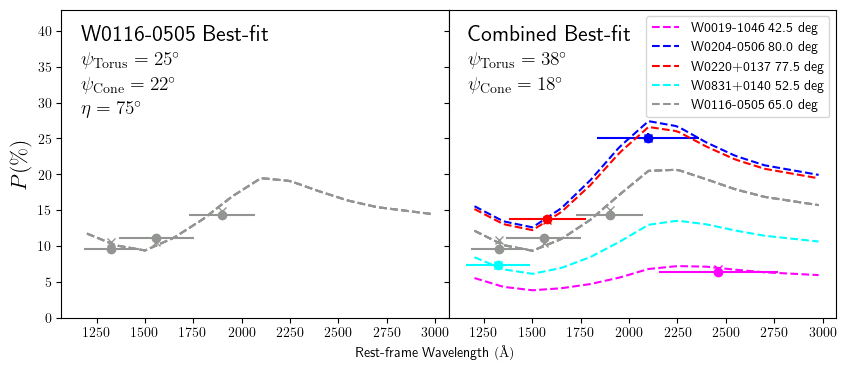 W0116-0505 Best-fit
ψTorus = 25°
ψCone = 22°
η = 75°
Combined Best-fit
ψTorus = 38°
ψCone = 18°
W0019-1046 42.5 deg
W0204-0506 80.0 deg
W0220+0137 77.5 deg
W0831+0140 52.5 deg
W0116-0505 65.0 deg
P(%)
40
35
30
25
20
15
10
5
0
1250 1500 1750 2000 2250 2500 2750 3000
1250 1500 1750 2000 2250 2500 2750 3000
Rest-frame Wavelength (Å)